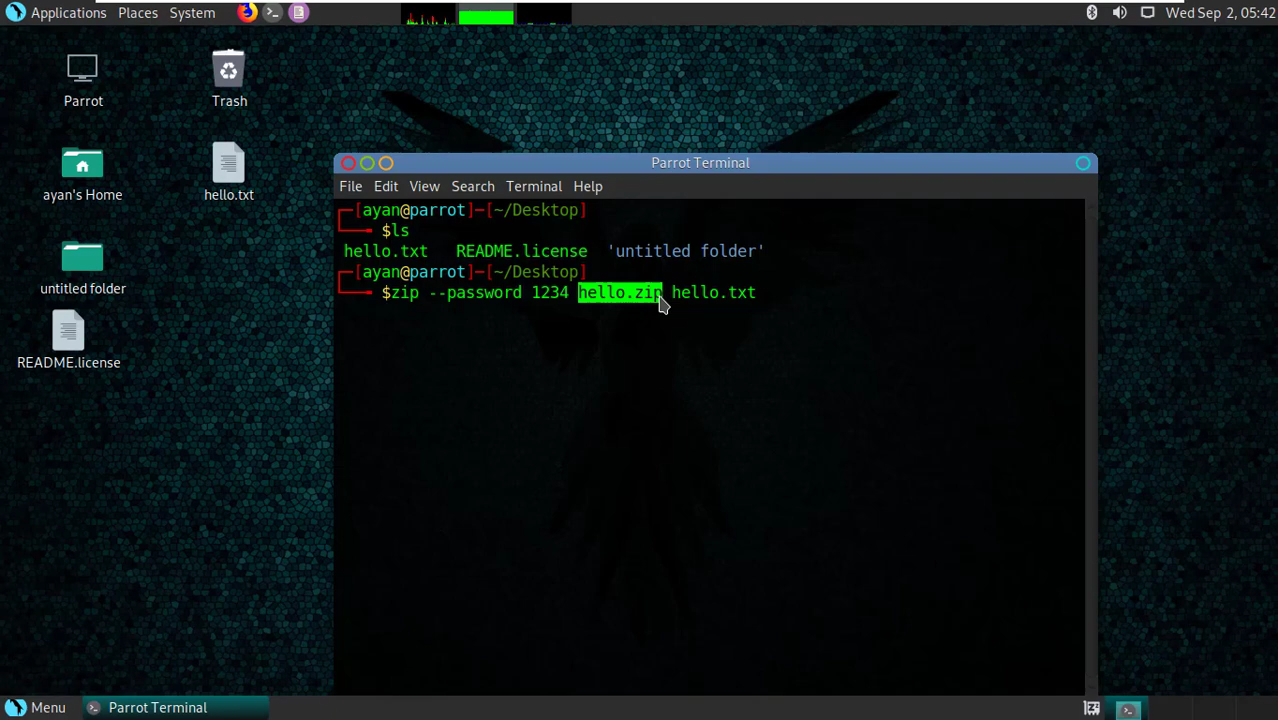 Applications Places System Wed Sep 2, 05:42
Parrot
Trash
ayan's Home
hello.txt
untitled folder
README.license
Parrot Terminal
File Edit View Search Terminal Help
┌─[ayan@parrot]─[~/Desktop]
└──╼ $ls
hello.txt README.license 'untitled folder'
┌─[ayan@parrot]─[~/Desktop]
└──╼ $zip --password 1234 hello.zip hello.txt
Menu Parrot Terminal